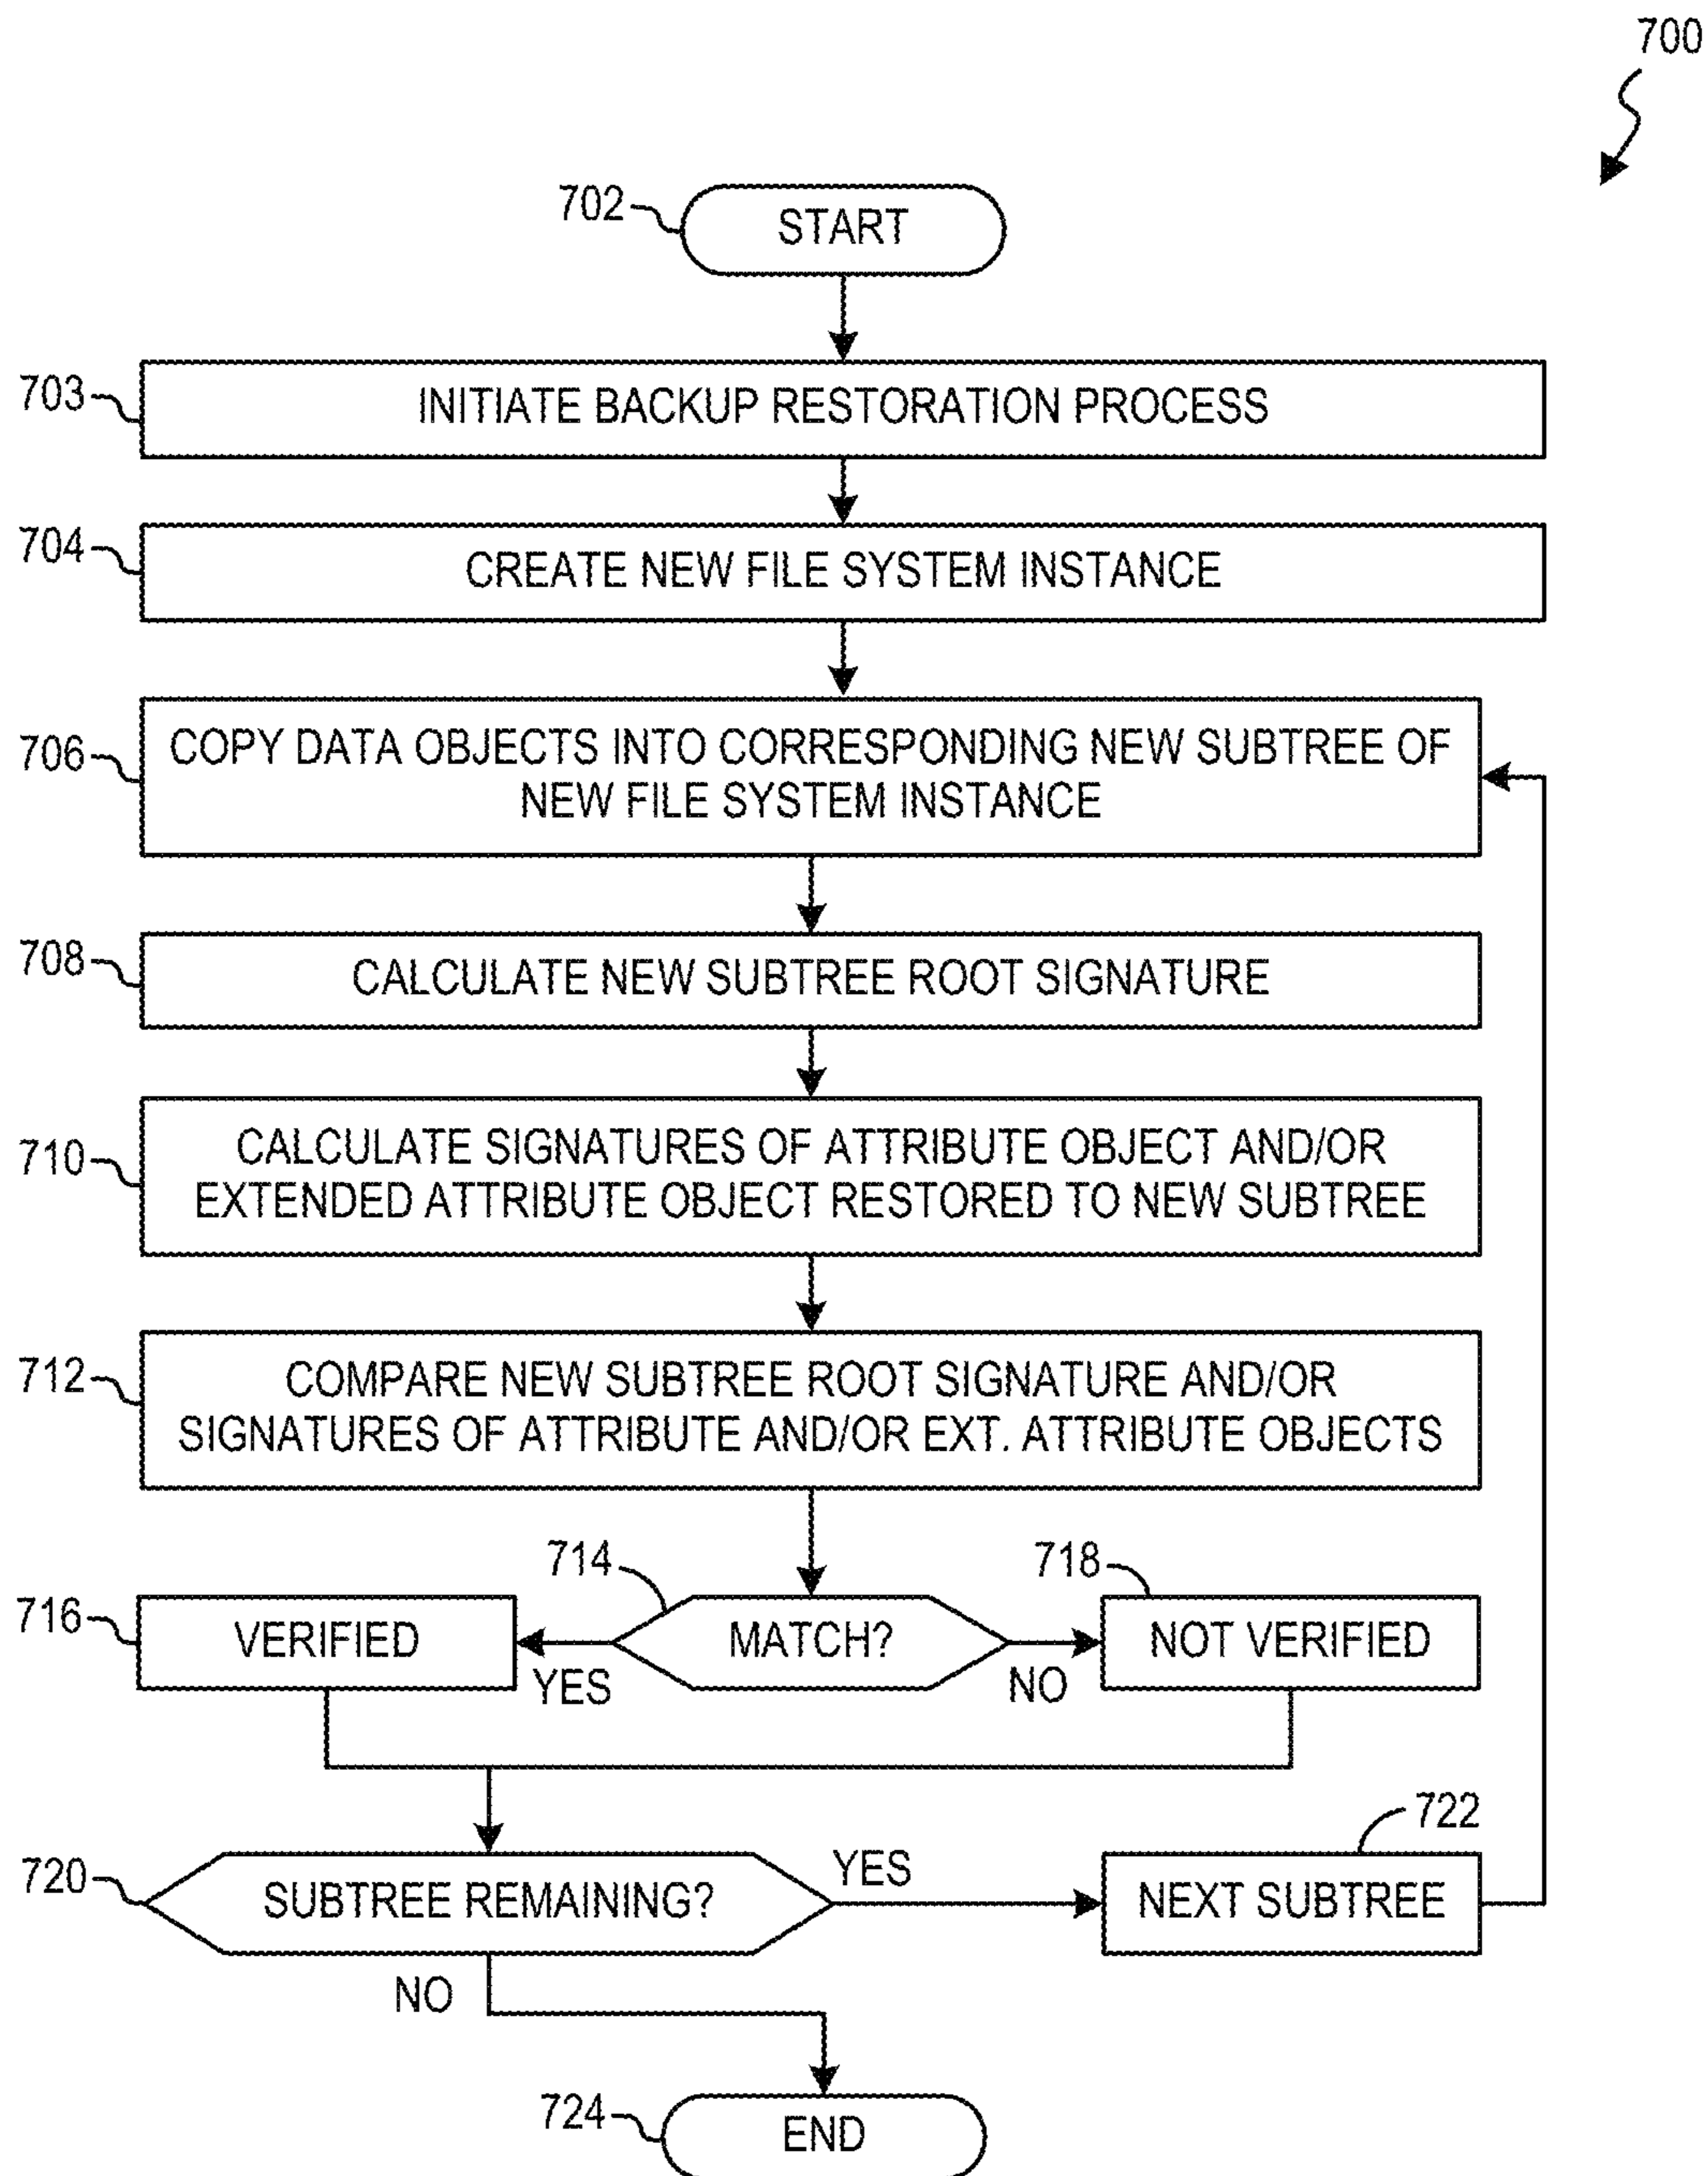 700
702
START
703
INITIATE BACKUP RESTORATION PROCESS
704
CREATE NEW FILE SYSTEM INSTANCE
706
COPY DATA OBJECTS INTO CORRESPONDING NEW SUBTREE OF
NEW FILE SYSTEM INSTANCE
708
CALCULATE NEW SUBTREE ROOT SIGNATURE
710
CALCULATE SIGNATURES OF ATTRIBUTE OBJECT AND/OR
EXTENDED ATTRIBUTE OBJECT RESTORED TO NEW SUBTREE
712
COMPARE NEW SUBTREE ROOT SIGNATURE AND/OR
SIGNATURES OF ATTRIBUTE AND/OR EXT. ATTRIBUTE OBJECTS
714
718
716
VERIFIED
MATCH?
NOT VERIFIED
YES
NO
722
720
SUBTREE REMAINING?
YES
NEXT SUBTREE
NO
724
END